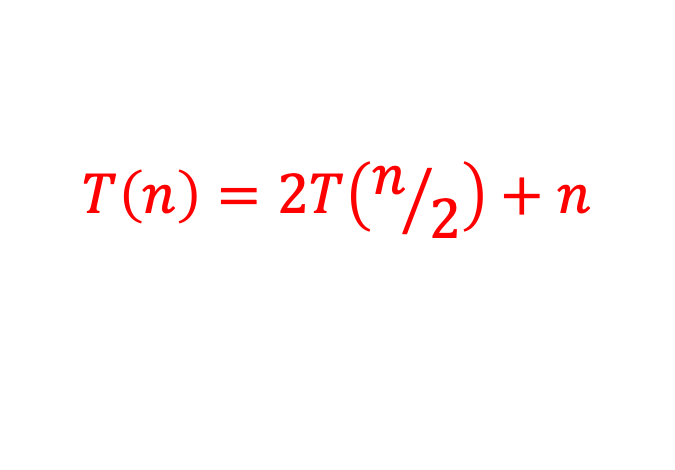 T(n) = 2T(n/2) + n